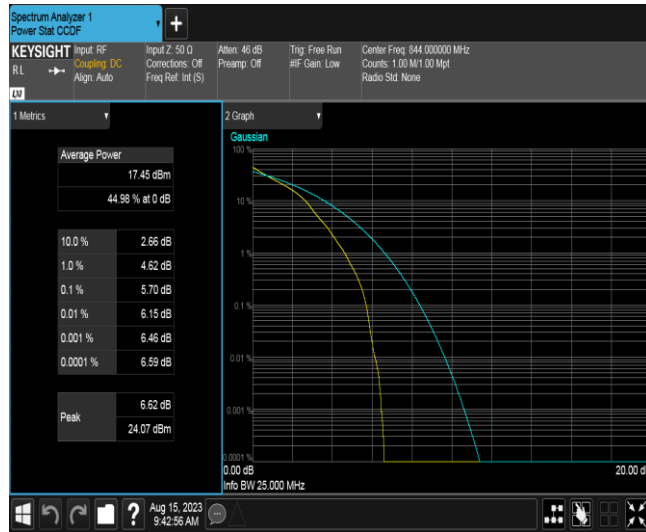 Spectrum Analyzer 1
Power Stat CCDF
+
KEYSIGHT
RL
LXI
Input: RF
Coupling: DC
Align: Auto
Input Z: 50 Ω
Corrections: Off
Freq Ref: Int (S)
Atten: 46 dB
Preamp: Off
Trig: Free Run
#IF Gain: Low
Center Freq: 844.000000 MHz
Counts: 1.00 M/1.00 Mpt
Radio Std: None
1 Metrics
Average Power
17.45 dBm
44.98 % at 0 dB
10.0 % 2.66 dB
1.0 % 4.62 dB
0.1 % 5.70 dB
0.01 % 6.15 dB
0.001 % 6.46 dB
0.0001 % 6.59 dB
Peak
6.62 dB
24.07 dBm
2 Graph
Gaussian
100 %
10 %
1 %
0.1 %
0.01 %
0.001 %
0.0001 %
0.00 dB
20.00 d
Info BW 25.000 MHz
?
Aug 15, 2023
9:42:56 AM